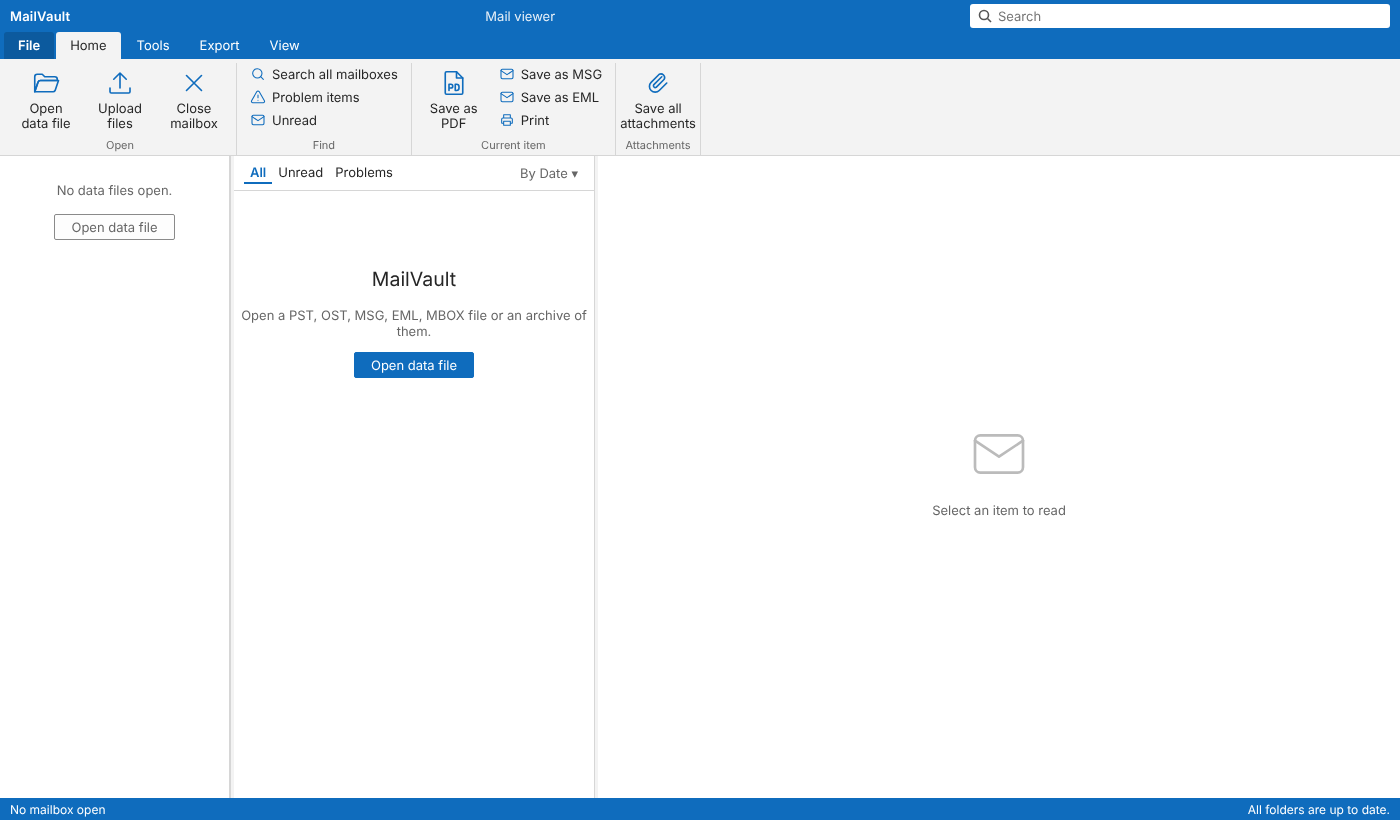 MailVault
Mail viewer
Search
File
Home
Tools
Export
View
Open
data file
Upload
files
Close
mailbox
Open
Search all mailboxes
Problem items
Unread
Find
PD
Save as
PDF
Save as MSG
Save as EML
Print
Current item
Save all
attachments
Attachments
No data files open.
Open data file
All
Unread
Problems
By Date ▾
MailVault
Open a PST, OST, MSG, EML, MBOX file or an archive of
them.
Open data file
Select an item to read
No mailbox open
All folders are up to date.